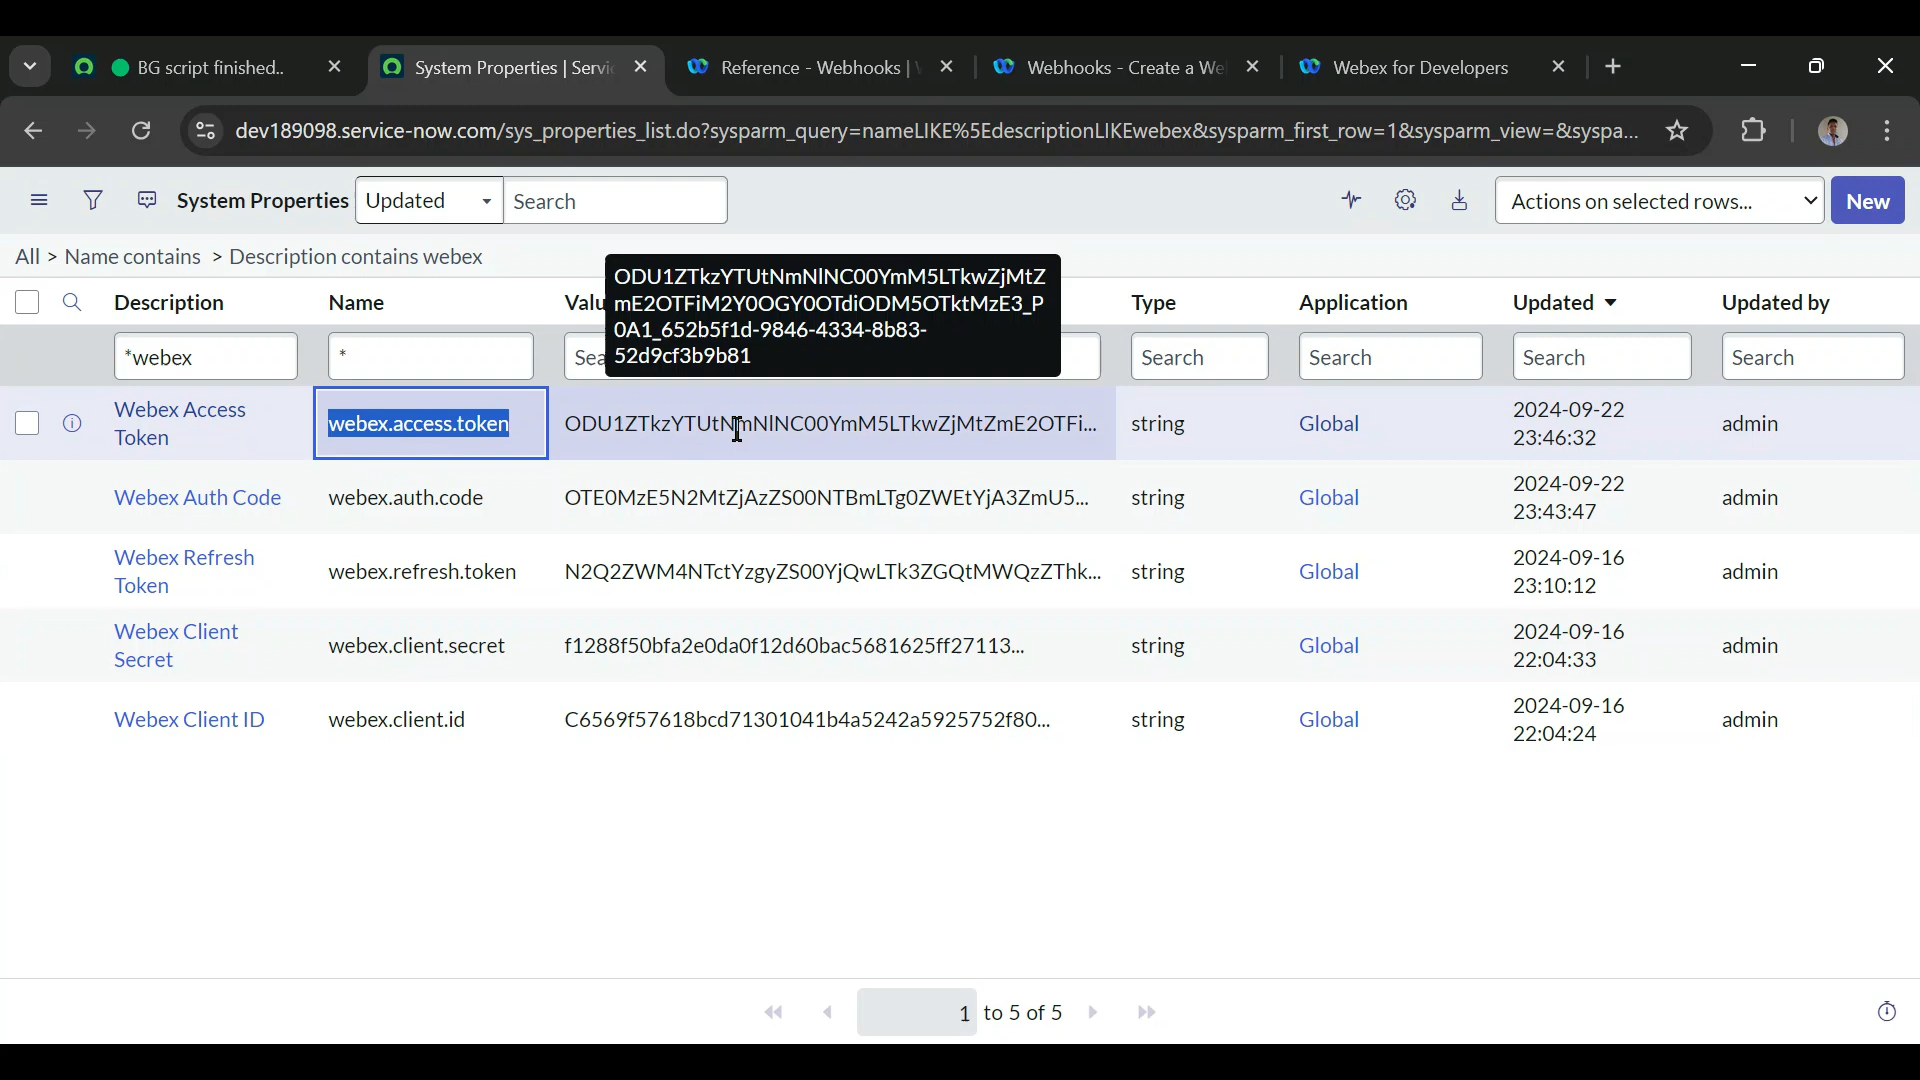 BG script finished..
System Properties | Servic
Reference - Webhooks |
Webhooks - Create a We
Webex for Developers
dev189098.service-now.com/sys_properties_list.do?sysparm_query=nameLIKE%5EdescriptionLIKEwebex&sysparm_first_row=1&sysparm_view=&syspa...
System Properties
Updated
Search
Actions on selected rows...
New
All > Name contains > Description contains webex
Description Name Type Application Updated Updated by
*webex * Search Search Search Search
ODU1ZTkzYTUtNmNlNC00YmM5LTkwZjMtZ
mE2OTFiM2Y0OGY0OTdiODM5OTktMzE3_P
0A1_652b5f1d-9846-4334-8b83-
52d9cf3b9b81
Webex Access
Token
webex.access.token
ODU1ZTkzYTUtNmNlNC00YmM5LTkwZjMtZmE2OTFi...
string
Global
2024-09-22
23:46:32
admin
Webex Auth Code
webex.auth.code
OTE0MzE5N2MtZjAzZS00NTBmLTg0ZWEtYjA3ZmU5...
string
Global
2024-09-22
23:43:47
admin
Webex Refresh
Token
webex.refresh.token
N2Q2ZWM4NTctYzgyZS00YjQwLTk3ZGQtMWQzZThk...
string
Global
2024-09-16
23:10:12
admin
Webex Client
Secret
webex.client.secret
f1288f50bfa2e0da0f12d60bac5681625ff27113...
string
Global
2024-09-16
22:04:33
admin
Webex Client ID
webex.client.id
C6569f57618bcd71301041b4a5242a5925752f80...
string
Global
2024-09-16
22:04:24
admin
1 to 5 of 5